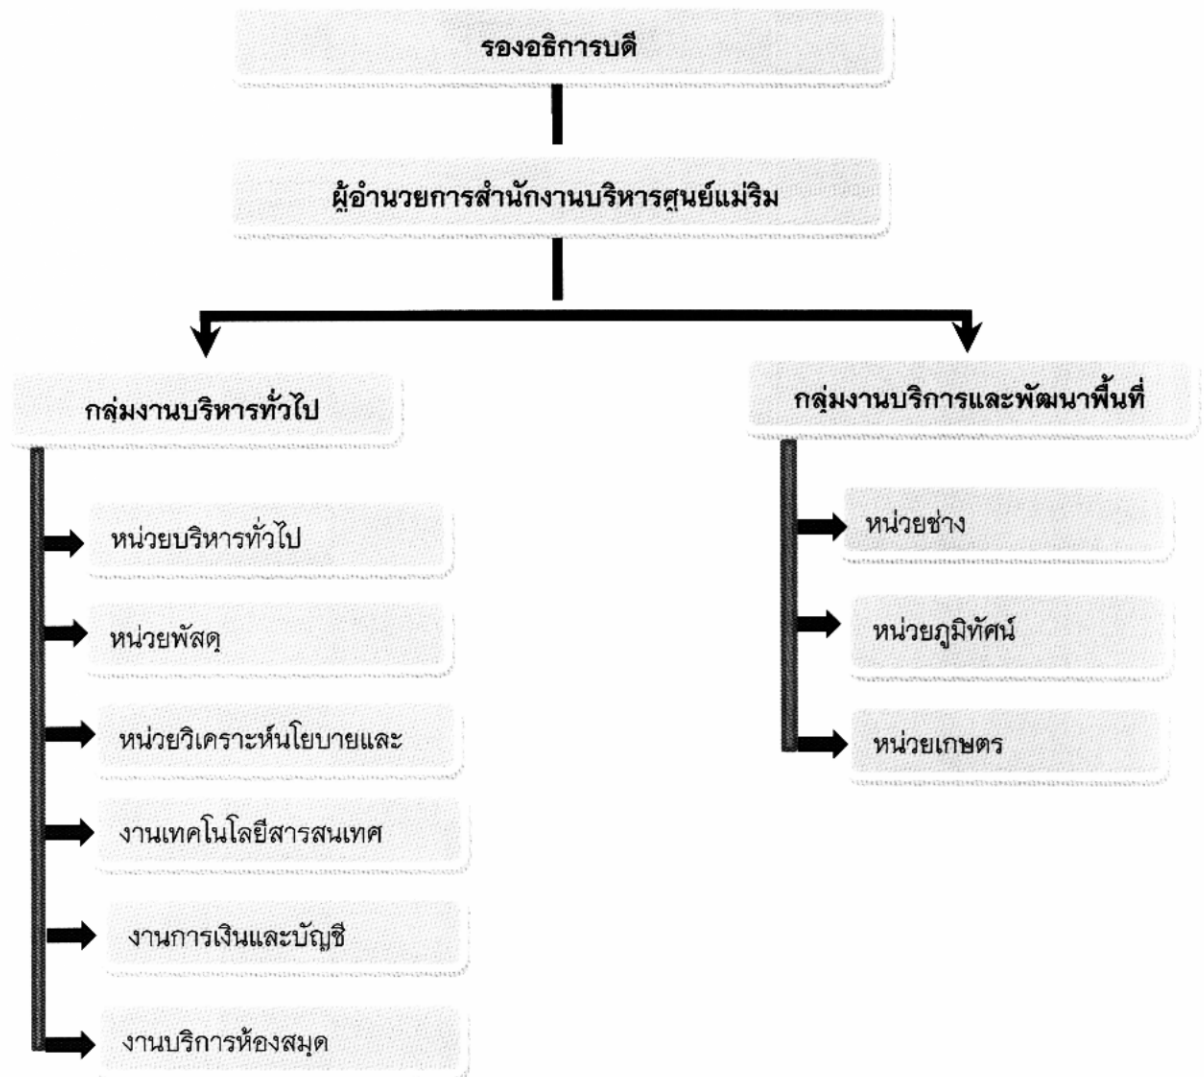 รองอธิการบดี
ผู้อำนวยการสำนักงานบริหารศูนย์แม่ริม
กลุ่มงานบริหารทั่วไป
หน่วยบริหารทั่วไป
หน่วยพัสดุ
หน่วยวิเคราะห์นโยบายและ
งานเทคโนโลยีสารสนเทศ
งานการเงินและบัญชี
งานบริการห้องสมุด
กลุ่มงานบริการและพัฒนาพื้นที่
หน่วยช่าง
หน่วยภูมิทัศน์
หน่วยเกษตร